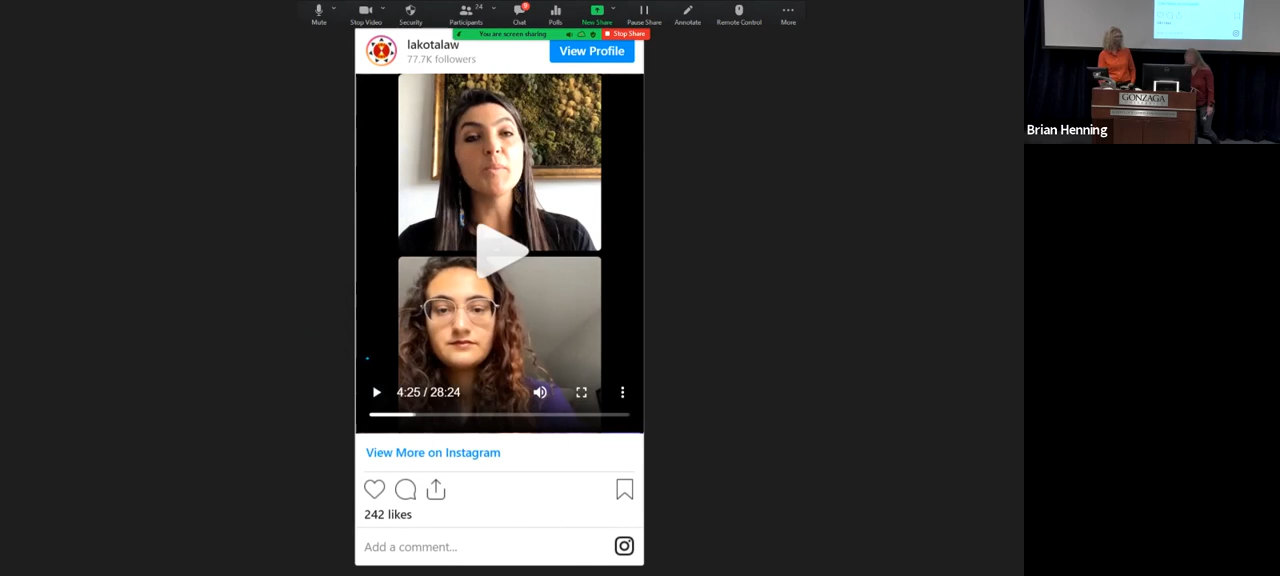 Mute
Stop Video
Security
24
Participants
9
Chat
Polls
New Share
Pause Share
Annotate
Remote Control
More
You are screen sharing
Stop Share
lakotalaw
77.7K followers
View Profile
4:25 / 28:24
View More on Instagram
242 likes
Add a comment...
GONZAGA
Brian Henning